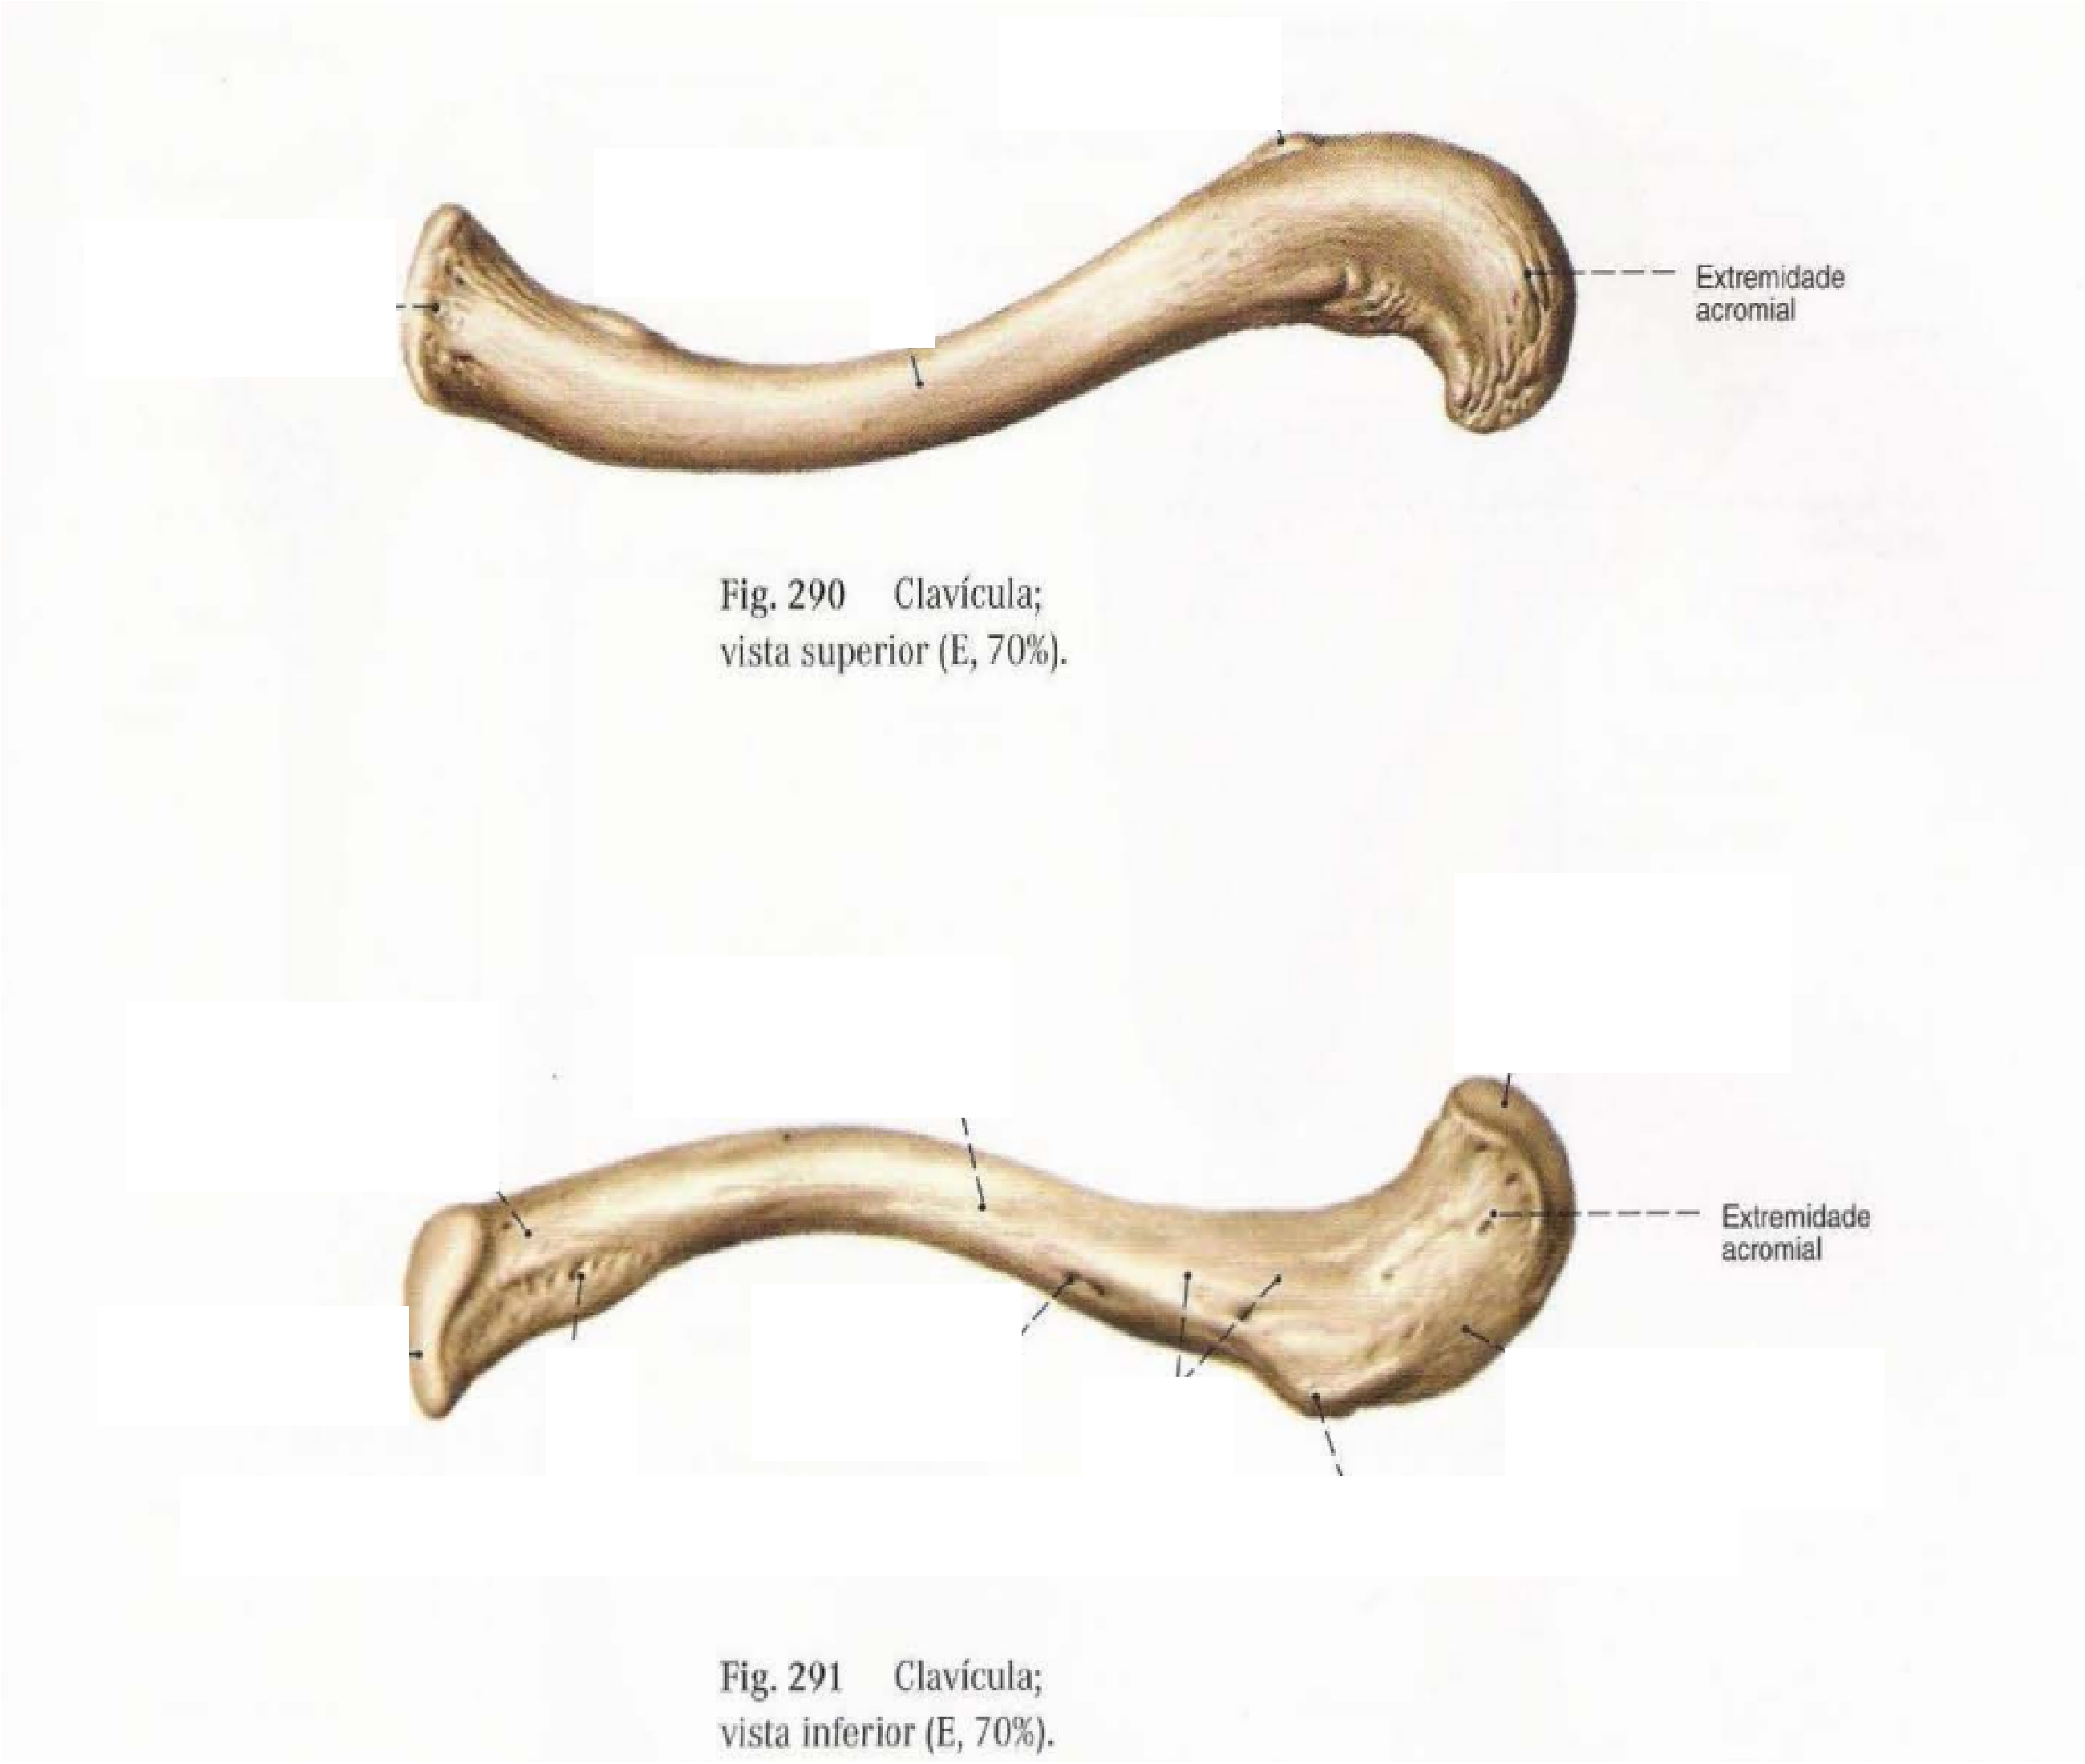 Extremidade
acromial
Fig. 290 Clavícula;
vista superior (E, 70%).
Extremidade
acromial
Fig. 291 Clavícula;
vista inferior (E, 70%).